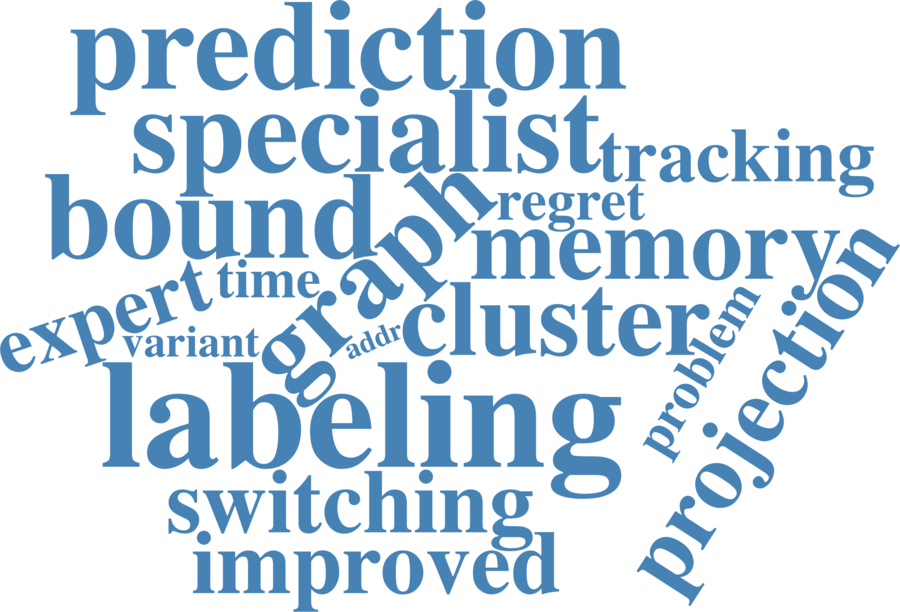 prediction
specialist
tracking
bound
graph
regret
memory
expert
time
variant
addr
cluster
problem
projection
labeling
switching
improved